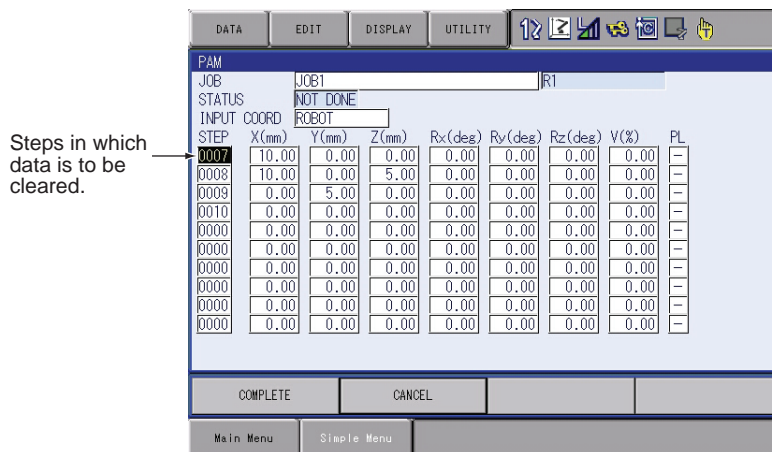 DATA EDIT DISPLAY UTILITY
PAM
JOB JOB1 R1
STATUS NOT DONE
INPUT COORD ROBOT
STEP X(mm) Y(mm) Z(mm) Rx(deg) Ry(deg) Rz(deg) V(%) PL
0007 10.00 0.00 0.00 0.00 0.00 0.00 0.00 -
0008 10.00 0.00 5.00 0.00 0.00 0.00 0.00 -
0009 0.00 5.00 0.00 0.00 0.00 0.00 0.00 -
0010 0.00 0.00 0.00 0.00 0.00 0.00 0.00 -
0000 0.00 0.00 0.00 0.00 0.00 0.00 0.00 -
0000 0.00 0.00 0.00 0.00 0.00 0.00 0.00 -
0000 0.00 0.00 0.00 0.00 0.00 0.00 0.00 -
0000 0.00 0.00 0.00 0.00 0.00 0.00 0.00 -
0000 0.00 0.00 0.00 0.00 0.00 0.00 0.00 -
0000 0.00 0.00 0.00 0.00 0.00 0.00 0.00 -
Steps in which
data is to be
cleared.
COMPLETE CANCEL
Main Menu Simple Menu